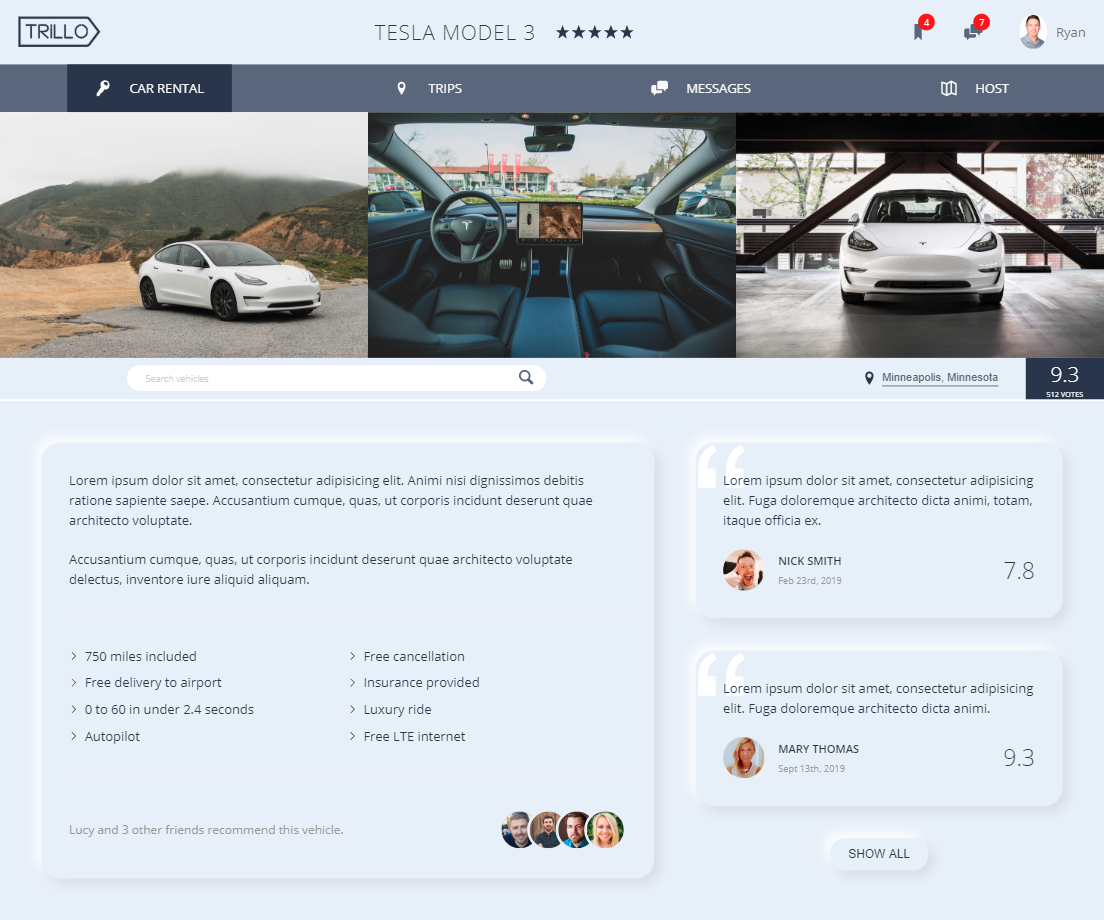 TRILLO
TESLA MODEL 3 ★★★★★
4
7
Ryan
CAR RENTAL
TRIPS
MESSAGES
HOST
Search vehicles
Minneapolis, Minnesota
9.3
512 VOTES
Lorem ipsum dolor sit amet, consectetur adipisicing elit. Animi nisi dignissimos debitis
ratione sapiente saepe. Accusantium cumque, quas, ut corporis incidunt deserunt quae
architecto voluptate.
Accusantium cumque, quas, ut corporis incidunt deserunt quae architecto voluptate
delectus, inventore iure aliquid aliquam.
750 miles included
Free delivery to airport
0 to 60 in under 2.4 seconds
Autopilot
Free cancellation
Insurance provided
Luxury ride
Free LTE internet
Lucy and 3 other friends recommend this vehicle.
“
Lorem ipsum dolor sit amet, consectetur adipisicing
elit. Fuga doloremque architecto dicta animi, totam,
itaque officia ex.
NICK SMITH
Feb 23rd, 2019
7.8
“
Lorem ipsum dolor sit amet, consectetur adipisicing
elit. Fuga doloremque architecto dicta animi.
MARY THOMAS
Sept 13th, 2019
9.3
SHOW ALL